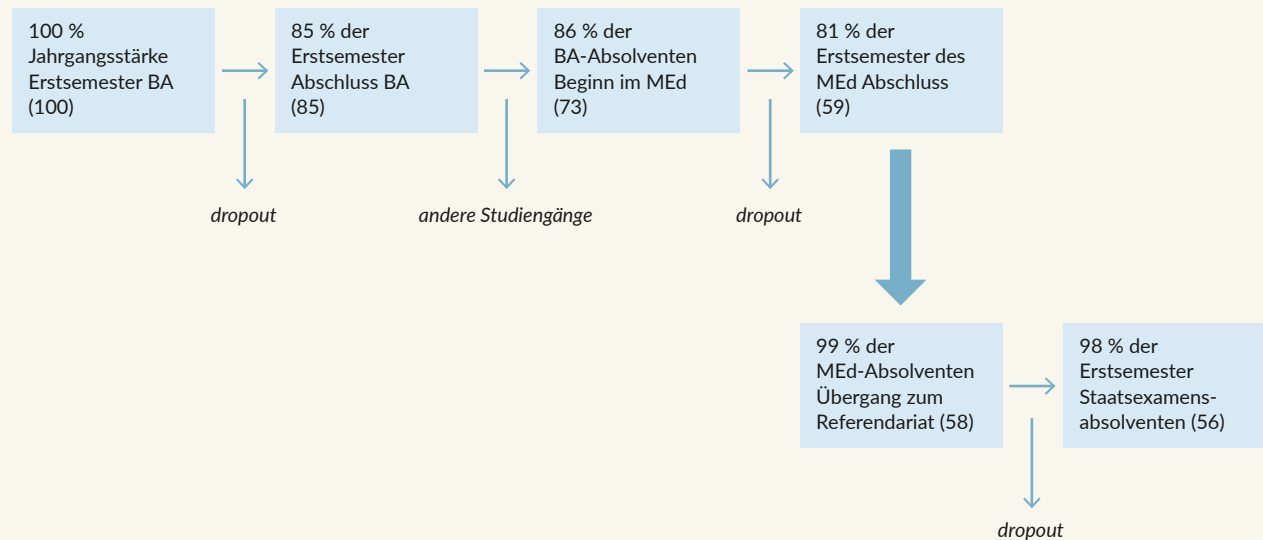 100 %
Jahrgangsstärke
Erstsemester BA
(100)
85 % der
Erstsemester
Abschluss BA
(85)
86 % der
BA-Absolventen
Beginn im MEd
(73)
81 % der
Erstsemester des
MEd Abschluss
(59)
dropout
andere Studiengänge
dropout
99 % der
MEd-Absolventen
Übergang zum
Referendariat (58)
98 % der
Erstsemester
Staatsexamens-
absolventen (56)
dropout